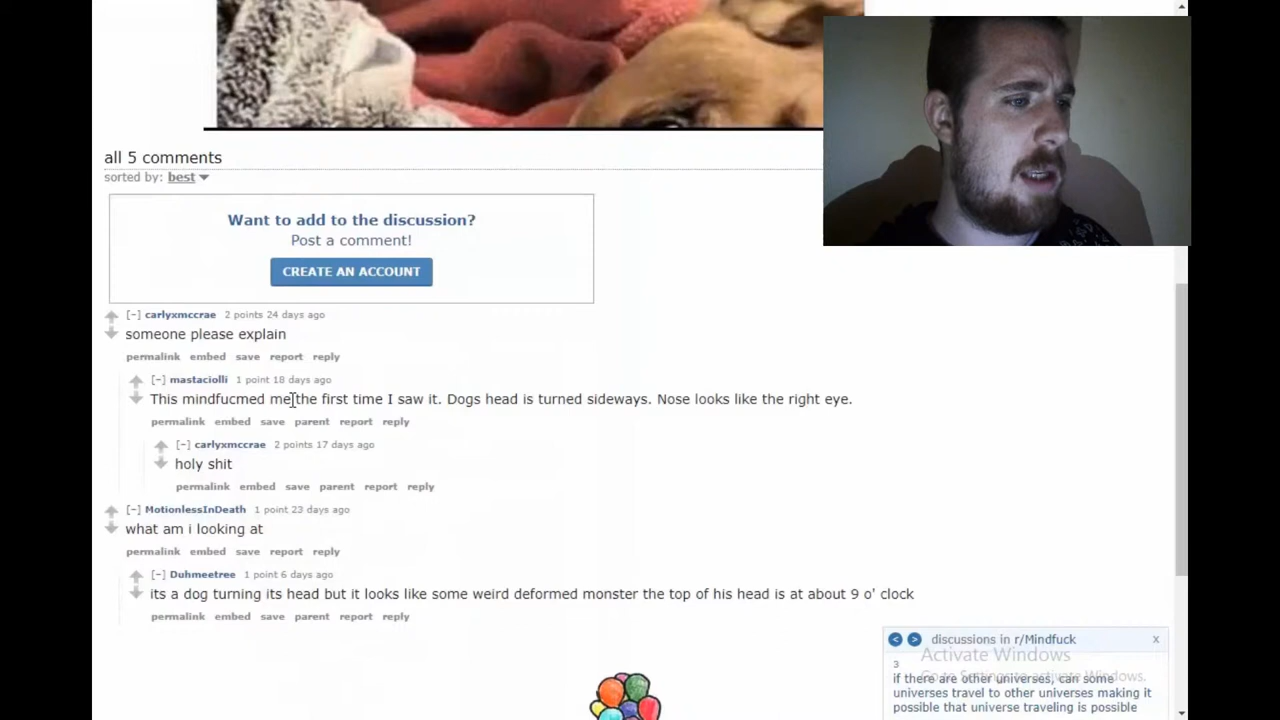 all 5 comments
sorted by: best
Want to add to the discussion?
Post a comment!
CREATE AN ACCOUNT
[–] carlyxmccrae 2 points 24 days ago
someone please explain
permalink embed save report reply
[–] mastaciolli 1 point 18 days ago
This mindfucmed me the first time I saw it. Dogs head is turned sideways. Nose looks like the right eye.
permalink embed save parent report reply
[–] carlyxmccrae 2 points 17 days ago
holy shit
permalink embed save parent report reply
[–] MotionlessInDeath 1 point 23 days ago
what am i looking at
permalink embed save report reply
[–] Duhmeetree 1 point 6 days ago
its a dog turning its head but it looks like some weird deformed monster the top of his head is at about 9 o' clock
permalink embed save parent report reply
< > discussions in r/Mindfuck x
Activate Windows
3
Go to Settings to activate Windows.
if there are other universes, can some
universes travel to other universes making it
possible that universe traveling is possible